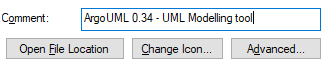 Comment: ArgoUML 0.34 - UML Modelling tool
Open File Location Change Icon... Advanced...